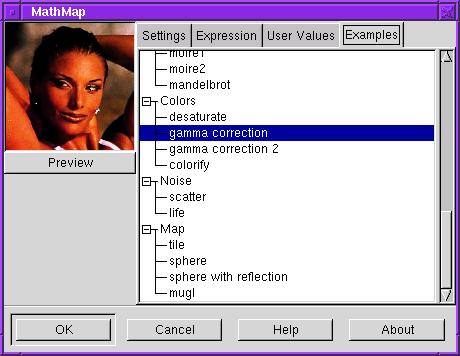 MathMap
Settings Expression User Values Examples
moire1
moire2
mandelbrot
Colors
desaturate
gamma correction
gamma correction 2
colorify
Noise
scatter
life
Map
tile
sphere
sphere with reflection
mugl
Preview
OK Cancel Help About